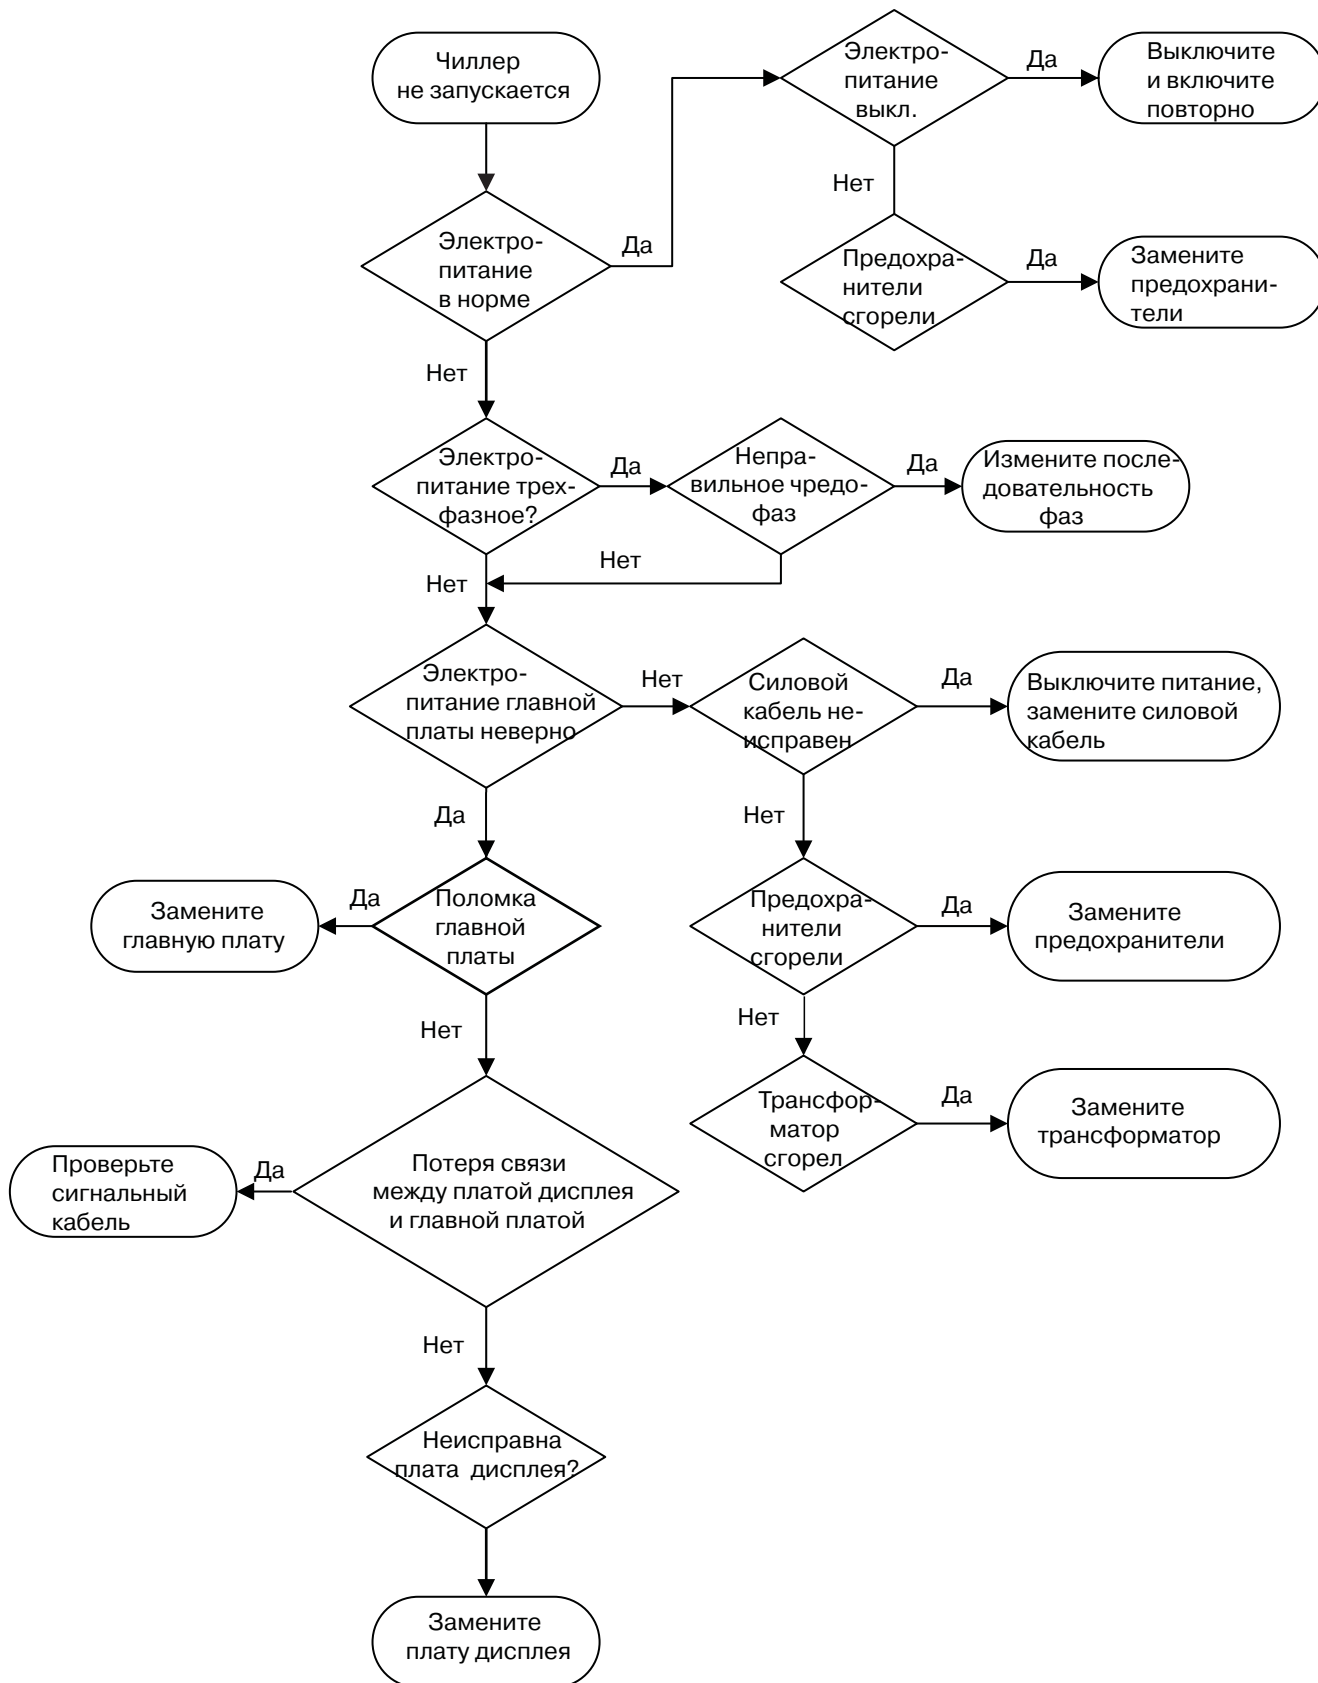 Чиллер
не запускается
Электро-
питание
выкл.
Да
Выключите
и включите
повторно
Нет
Электро-
питание
в норме
Да
Предохра-
нители
сгорели
Да
Замените
предохрани-
тели
Нет
Электро-
питание трех-
фазное?
Да
Непра-
вильное чредо-
фаз
Да
Измените после-
довательность
фаз
Нет
Нет
Электро-
питание главной
платы неверно
Нет
Силовой
кабель не-
исправен
Да
Выключите питание,
замените силовой
кабель
Да
Нет
Замените
главную плату
Да
Поломка
главной
платы
Предохра-
нители
сгорели
Да
Замените
предохранители
Нет
Нет
Трансфор-
матор
сгорел
Да
Замените
трансформатор
Проверьте
сигнальный
кабель
Да
Потеря связи
между платой дисплея
и главной платой
Нет
Неисправна
плата дисплея?
Замените
плату дисплея